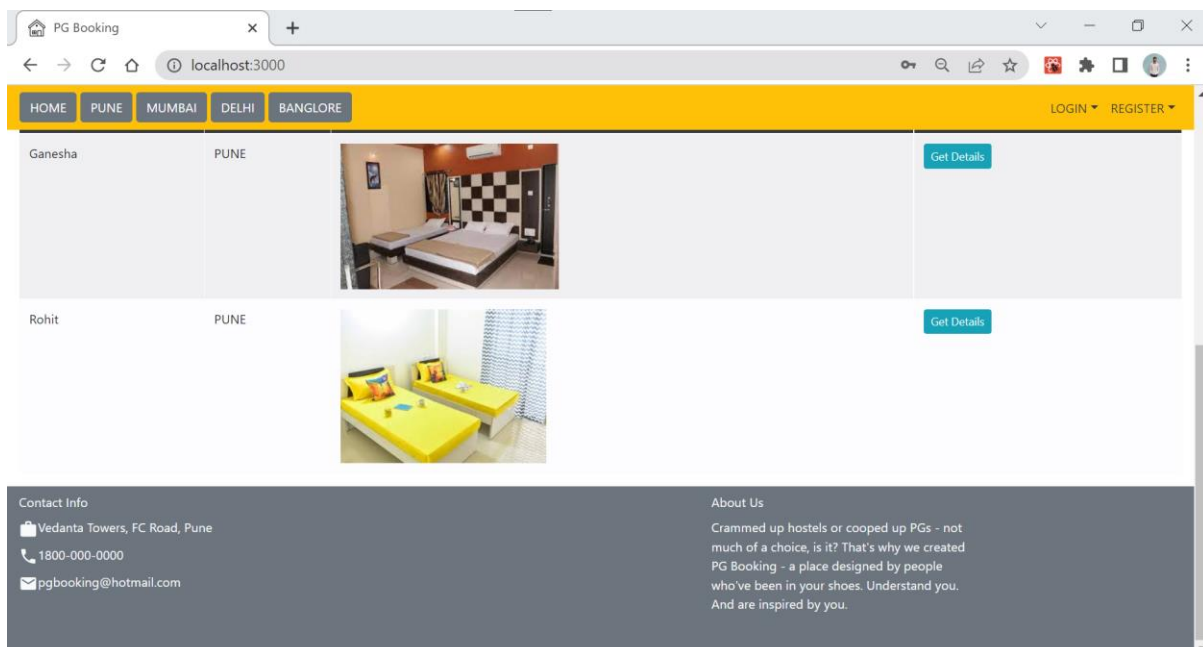 PG Booking
localhost:3000
HOME PUNE MUMBAI DELHI BANGLORE LOGIN REGISTER
Ganesha PUNE Get Details
Rohit PUNE Get Details
Contact Info
Vedanta Towers, FC Road, Pune
1800-000-0000
pgbooking@hotmail.com
About Us
Crammed up hostels or cooped up PGs - not
much of a choice, is it? That's why we created
PG Booking - a place designed by people
who've been in your shoes. Understand you.
And are inspired by you.